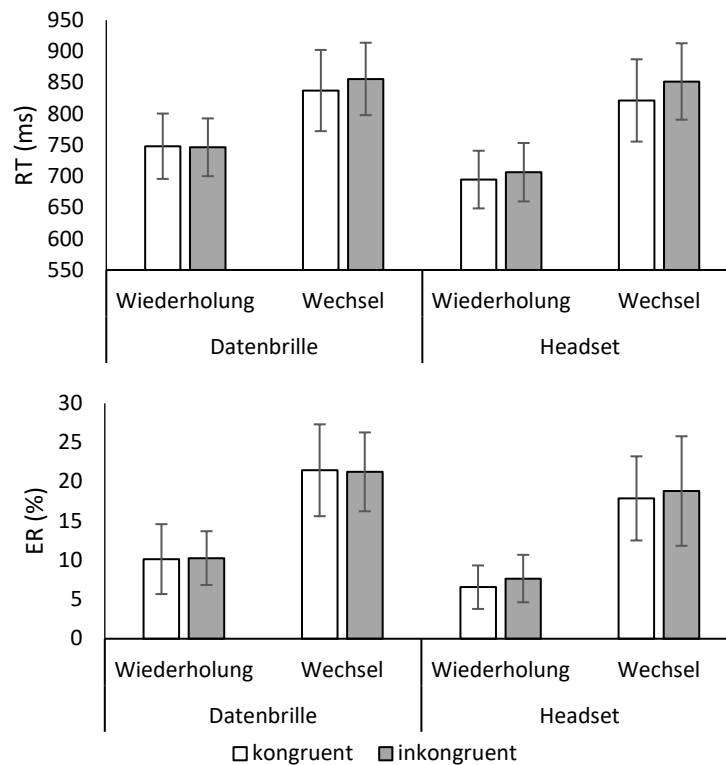 950
900
850
800
750
700
650
600
550
RT (ms)
Wiederholung Wechsel Wiederholung Wechsel
Datenbrille Headset
30
25
20
15
10
5
0
ER (%)
Wiederholung Wechsel Wiederholung Wechsel
Datenbrille Headset
kongruent inkongruent